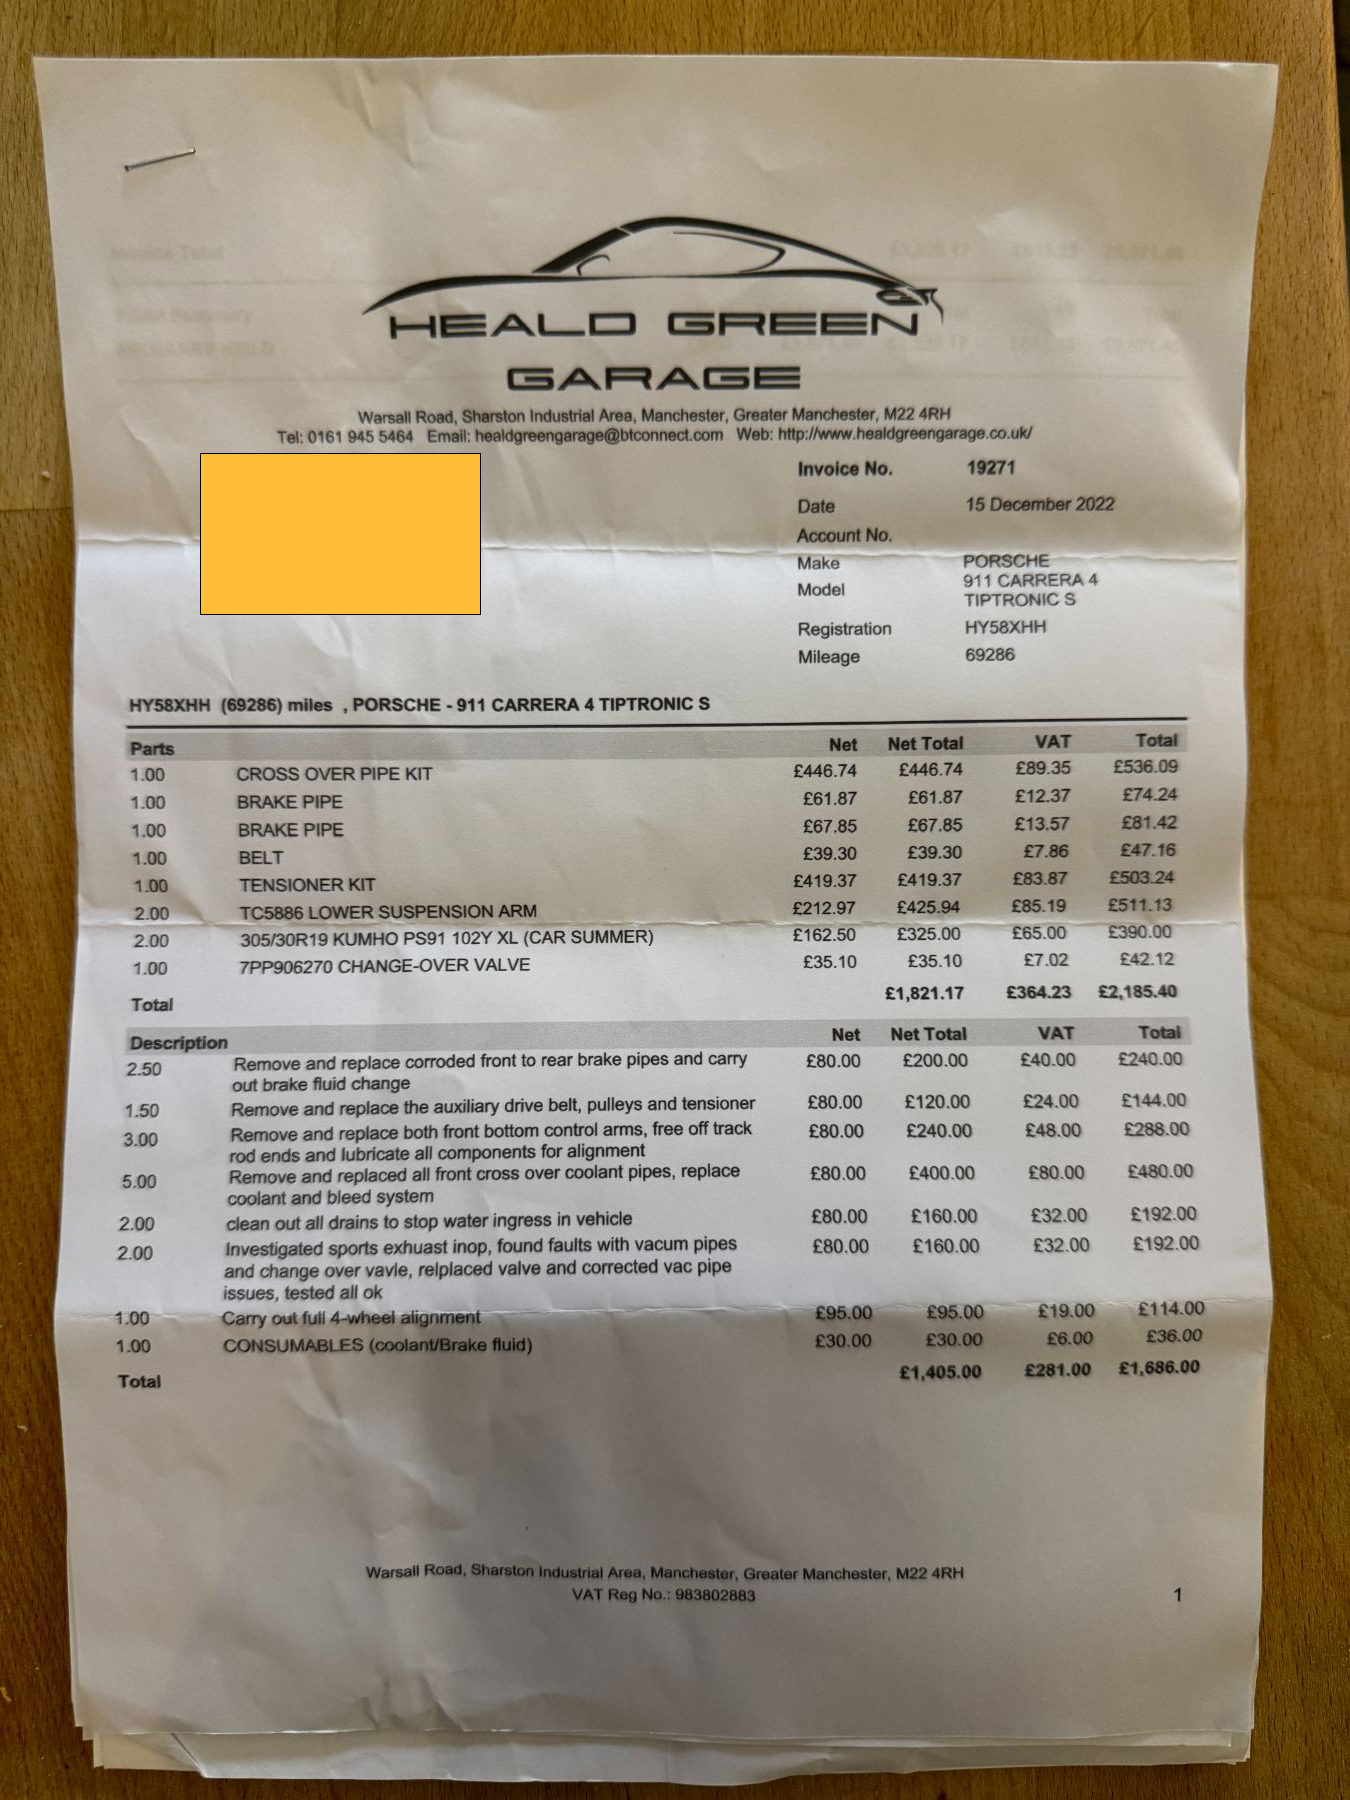 HEALD GREEN
GARAGE
Warsall Road, Sharston Industrial Area, Manchester, Greater Manchester, M22 4RH
Tel: 0161 945 5464 Email: healdgreengarage@btconnect.com Web: http://www.healdgreengarage.co.uk/
Invoice No. 19271
Date 15 December 2022
Account No.
Make PORSCHE
Model 911 CARRERA 4
TIPTRONIC S
Registration HY58XHH
Mileage 69286
HY58XHH (69286) miles , PORSCHE - 911 CARRERA 4 TIPTRONIC S
Parts Net Net Total VAT Total
1.00 CROSS OVER PIPE KIT £446.74 £446.74 £89.35 £536.09
1.00 BRAKE PIPE £61.87 £61.87 £12.37 £74.24
1.00 BRAKE PIPE £67.85 £67.85 £13.57 £81.42
1.00 BELT £39.30 £39.30 £7.86 £47.16
1.00 TENSIONER KIT £419.37 £419.37 £83.87 £503.24
2.00 TC5886 LOWER SUSPENSION ARM £212.97 £425.94 £85.19 £511.13
2.00 305/30R19 KUMHO PS91 102Y XL (CAR SUMMER) £162.50 £325.00 £65.00 £390.00
1.00 7PP906270 CHANGE-OVER VALVE £35.10 £35.10 £7.02 £42.12
Total £1,821.17 £364.23 £2,185.40
Description Net Net Total VAT Total
2.50 Remove and replace corroded front to rear brake pipes and carry £80.00 £200.00 £40.00 £240.00
out brake fluid change
1.50 Remove and replace the auxiliary drive belt, pulleys and tensioner £80.00 £120.00 £24.00 £144.00
3.00 Remove and replace both front bottom control arms, free off track £80.00 £240.00 £48.00 £288.00
rod ends and lubricate all components for alignment
5.00 Remove and replaced all front cross over coolant pipes, replace £80.00 £400.00 £80.00 £480.00
coolant and bleed system
2.00 clean out all drains to stop water ingress in vehicle £80.00 £160.00 £32.00 £192.00
2.00 Investigated sports exhuast inop, found faults with vacum pipes £80.00 £160.00 £32.00 £192.00
and change over vavle, relplaced valve and corrected vac pipe
issues, tested all ok
1.00 Carry out full 4-wheel alignment £95.00 £95.00 £19.00 £114.00
1.00 CONSUMABLES (coolant/Brake fluid) £30.00 £30.00 £6.00 £36.00
Total £1,405.00 £281.00 £1,686.00
Warsall Road, Sharston Industrial Area, Manchester, Greater Manchester, M22 4RH
VAT Reg No.: 983802883
1